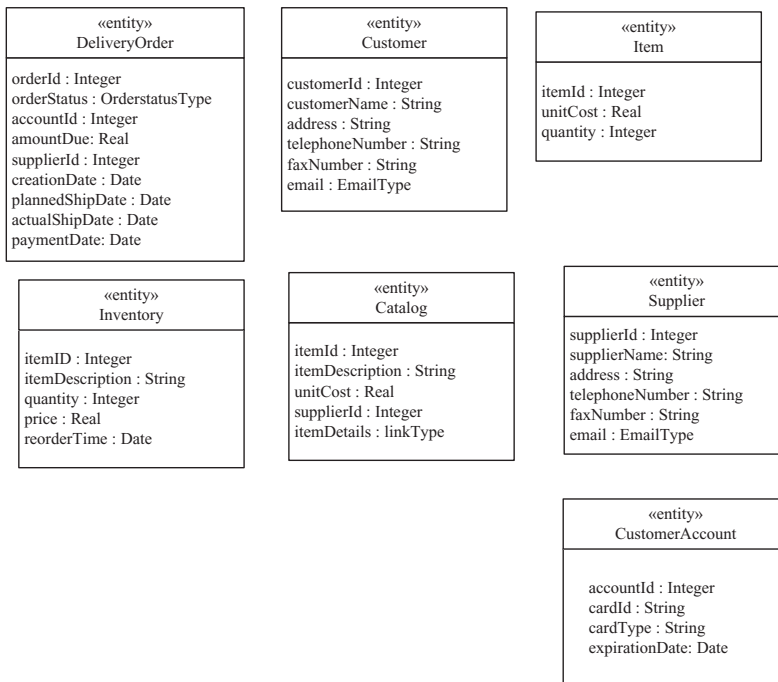 «entity»
DeliveryOrder
orderId : Integer
orderStatus : OrderstatusType
accountId : Integer
amountDue: Real
supplierId : Integer
creationDate : Date
plannedShipDate : Date
actualShipDate : Date
paymentDate: Date
«entity»
Customer
customerId : Integer
customerName : String
address : String
telephoneNumber : String
faxNumber : String
email : EmailType
«entity»
Item
itemId : Integer
unitCost : Real
quantity : Integer
«entity»
Inventory
itemID : Integer
itemDescription : String
quantity : Integer
price : Real
reorderTime : Date
«entity»
Catalog
itemId : Integer
itemDescription : String
unitCost : Real
supplierId : Integer
itemDetails : linkType
«entity»
Supplier
supplierId : Integer
supplierName: String
address : String
telephoneNumber : String
faxNumber : String
email : EmailType
«entity»
CustomerAccount
accountId : Integer
cardId : String
cardType : String
expirationDate: Date